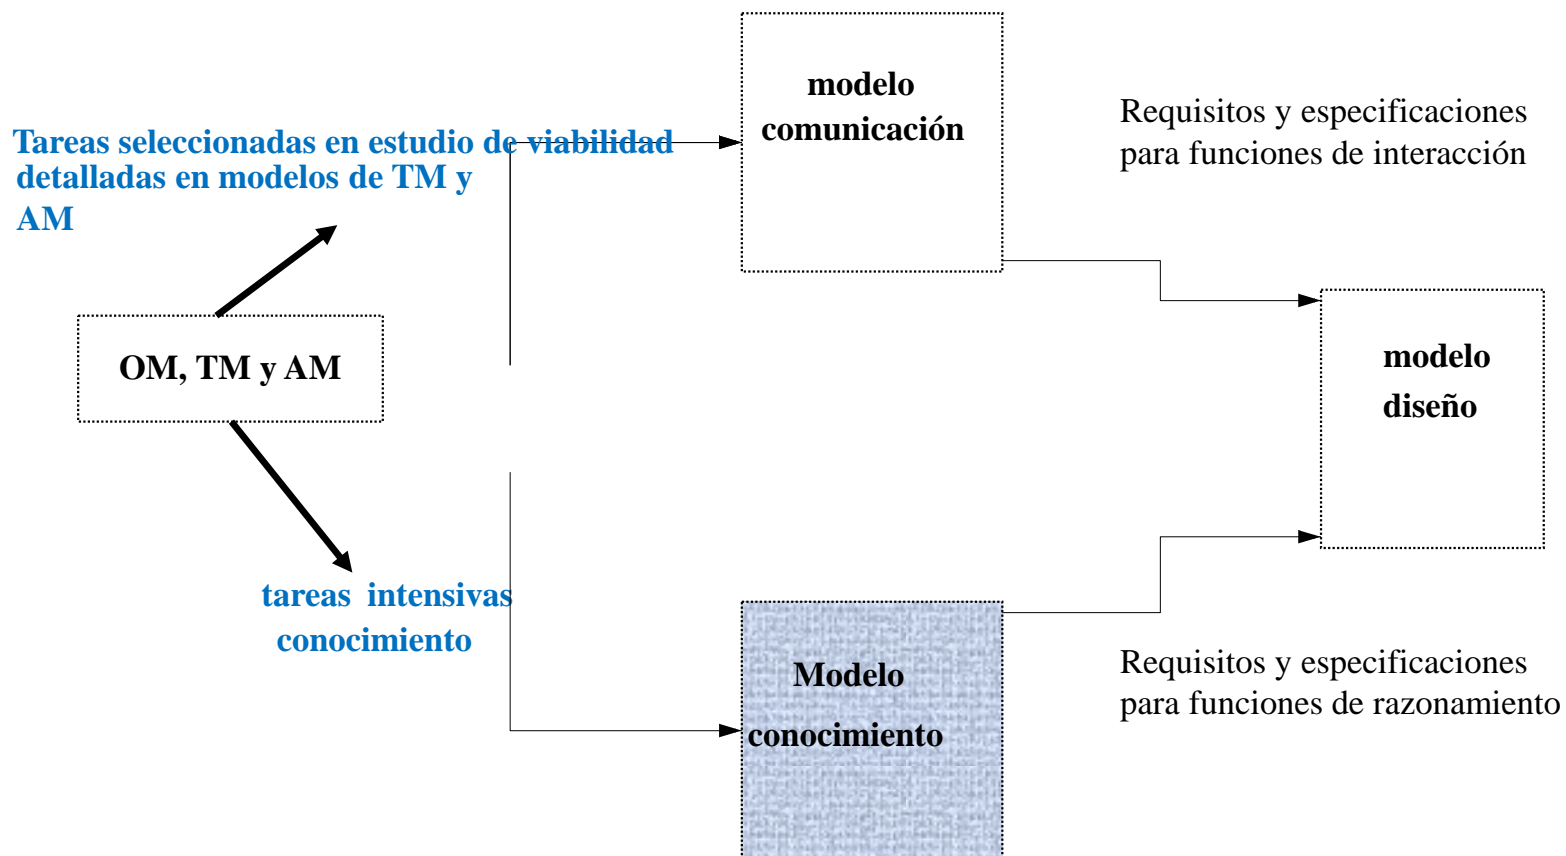 modelo
comunicación
Requisitos y especificaciones
para funciones de interacción
Tareas seleccionadas en estudio de viabilidad
detalladas en modelos de TM y
AM
OM, TM y AM
modelo
diseño
tareas intensivas
conocimiento
Modelo
conocimiento
Requisitos y especificaciones
para funciones de razonamiento